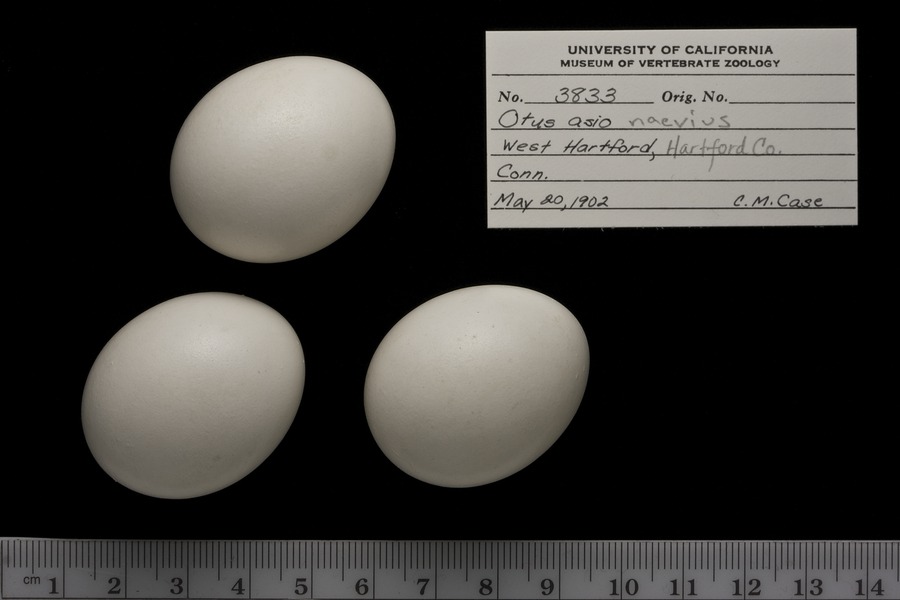 UNIVERSITY OF CALIFORNIA
MUSEUM OF VERTEBRATE ZOOLOGY
No. 3833 Orig. No.
Otus asio naevius
West Hartford, Hartford Co.
Conn.
May 20, 1902 C.M. Case
cm 1 2 3 4 5 6 7 8 9 10 11 12 13 14